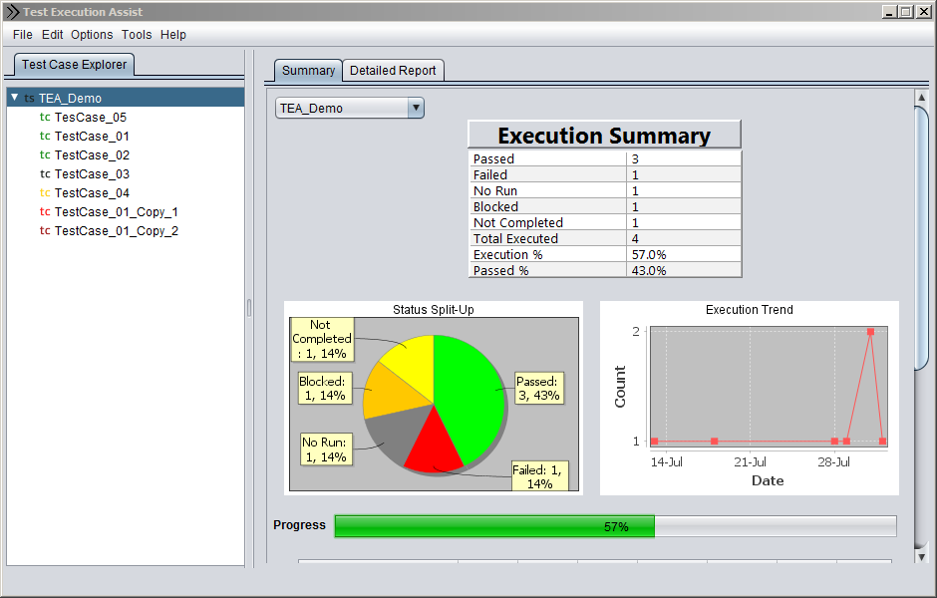 Test Execution Assist
File Edit Options Tools Help
Test Case Explorer
ts TEA_Demo
tc TesCase_05
tc TestCase_01
tc TestCase_02
tc TestCase_03
tc TestCase_04
tc TestCase_01_Copy_1
tc TestCase_01_Copy_2
Summary Detailed Report
TEA_Demo
Execution Summary
Passed 3
Failed 1
No Run 1
Blocked 1
Not Completed 1
Total Executed 4
Execution % 57.0%
Passed % 43.0%
Status Split-Up
Not
Completed
: 1, 14%
Blocked:
1, 14%
No Run:
1, 14%
Passed:
3, 43%
Failed: 1,
14%
Execution Trend
Count
2
1
14-Jul 21-Jul 28-Jul
Date
Progress 57%